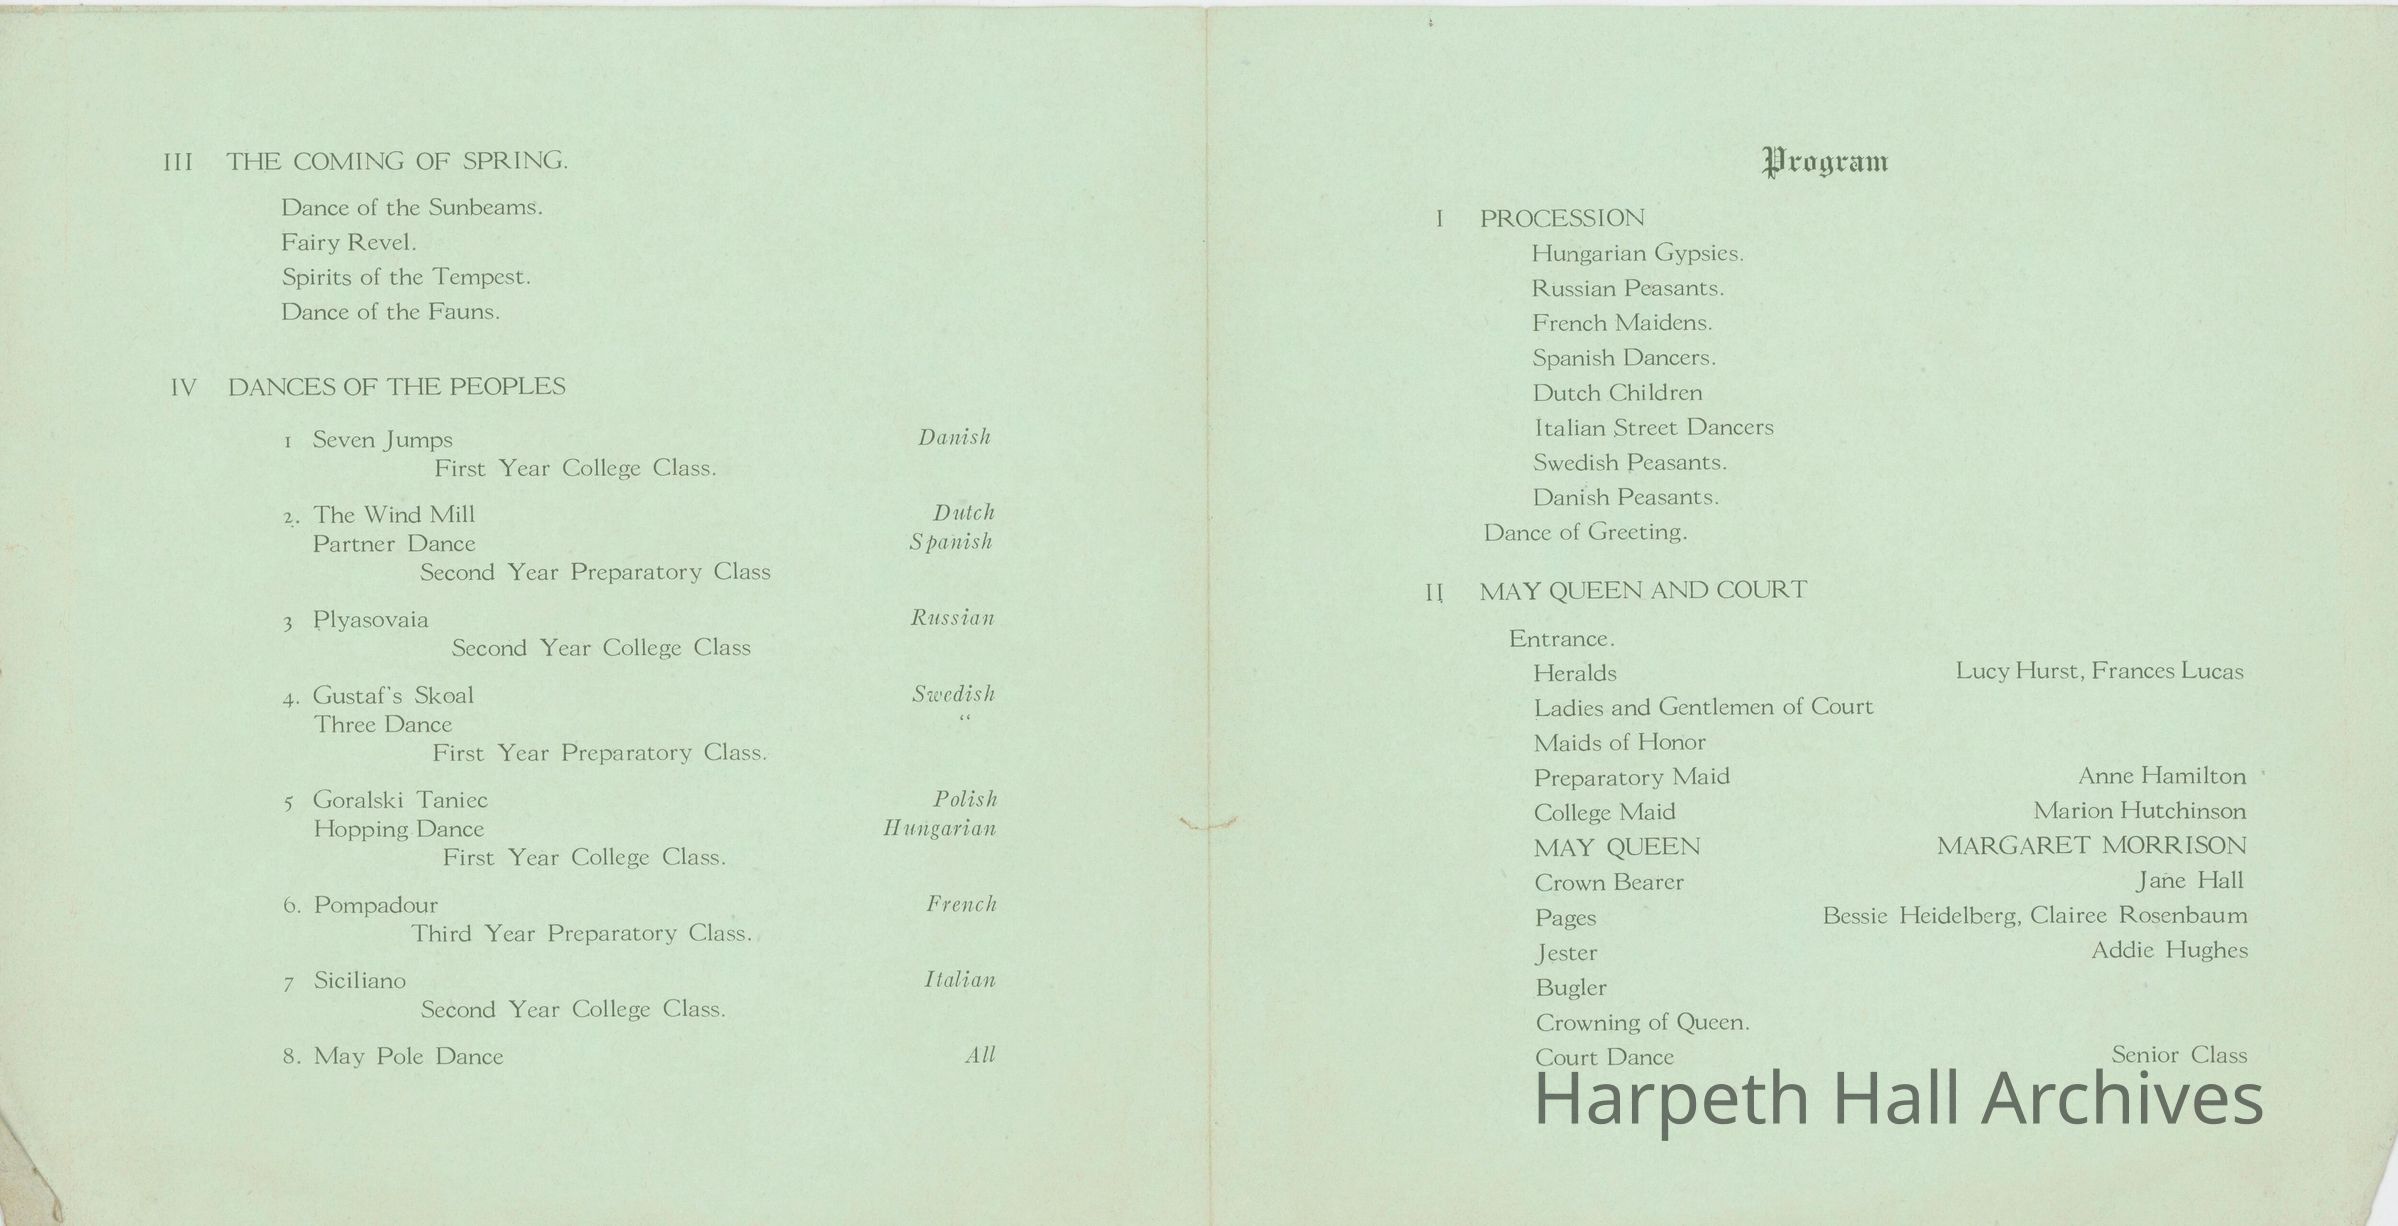 III THE COMING OF SPRING.
Dance of the Sunbeams.
Fairy Revel.
Spirits of the Tempest.
Dance of the Fauns.
IV DANCES OF THE PEOPLES
1 Seven Jumps Danish
First Year College Class.
2. The Wind Mill Dutch
Partner Dance Spanish
Second Year Preparatory Class
3 Plyasovaia Russian
Second Year College Class
4. Gustaf's Skoal Swedish
Three Dance “
First Year Preparatory Class.
5 Goralski Taniec Polish
Hopping Dance Hungarian
First Year College Class.
6. Pompadour French
Third Year Preparatory Class.
7 Siciliano Italian
Second Year College Class.
8. May Pole Dance All
Program
I PROCESSION
Hungarian Gypsies.
Russian Peasants.
French Maidens.
Spanish Dancers.
Dutch Children
Italian Street Dancers
Swedish Peasants.
Danish Peasants.
Dance of Greeting.
II MAY QUEEN AND COURT
Entrance.
Heralds Lucy Hurst, Frances Lucas
Ladies and Gentlemen of Court
Maids of Honor
Preparatory Maid Anne Hamilton
College Maid Marion Hutchinson
MAY QUEEN MARGARET MORRISON
Crown Bearer Jane Hall
Pages Bessie Heidelberg, Clairee Rosenbaum
Jester Addie Hughes
Bugler
Crowning of Queen.
Court Dance Senior Class
Harpeth Hall Archives